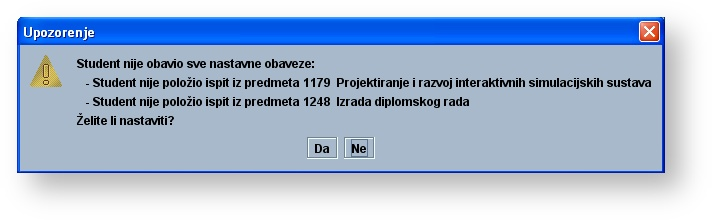 Upozorenje
Student nije obavio sve nastavne obaveze:
- Student nije položio ispit iz predmeta 1179 Projektiranje i razvoj interaktivnih simulacijskih sustava
- Student nije položio ispit iz predmeta 1248 Izrada diplomskog rada
Želite li nastaviti?
Da Ne